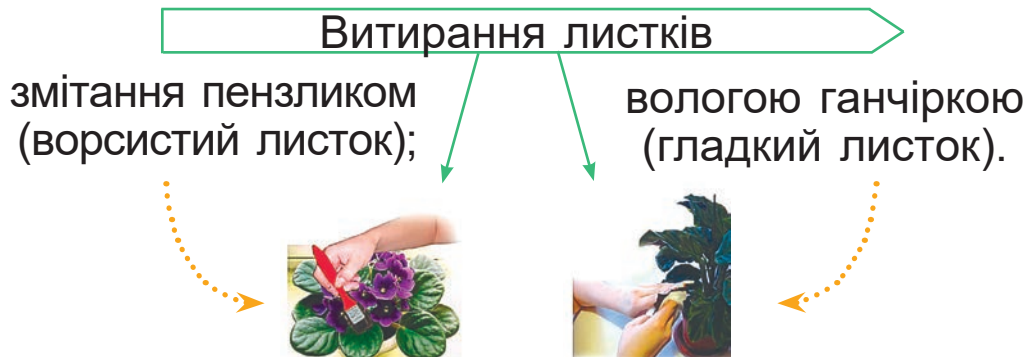 Витирання листків
змітання пензликом
(ворсистий листок);
вологою ганчіркою
(гладкий листок).